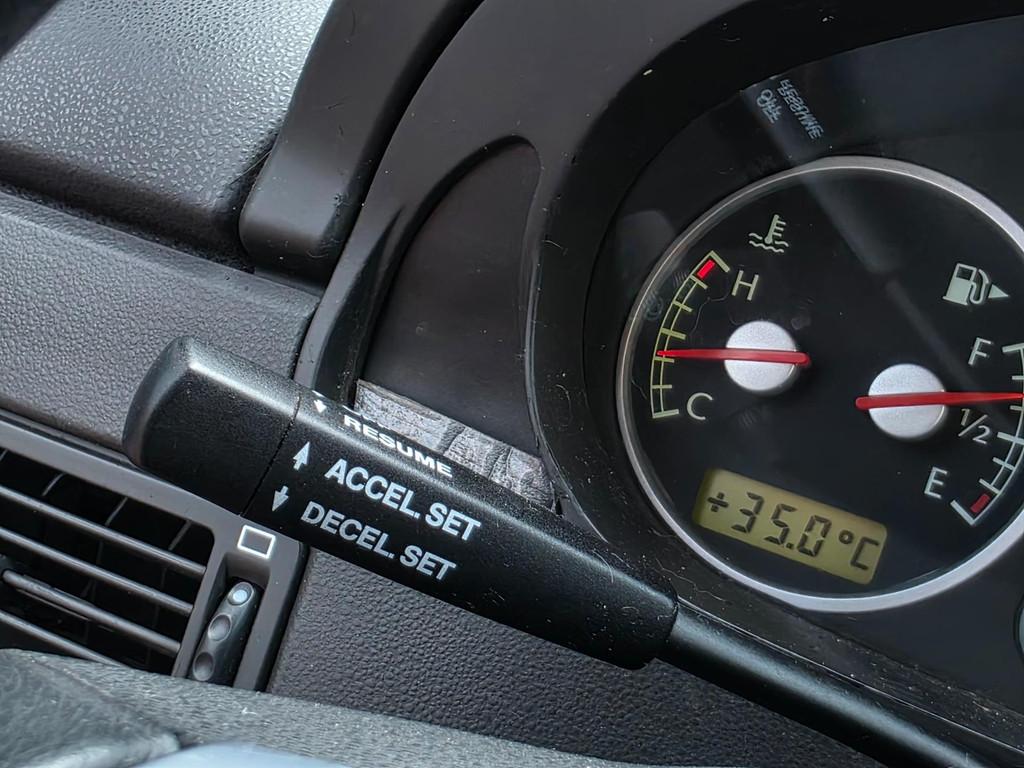 H
C
F
1/2
E
+35.0°C
RESUME
ACCEL. SET
DECEL. SET